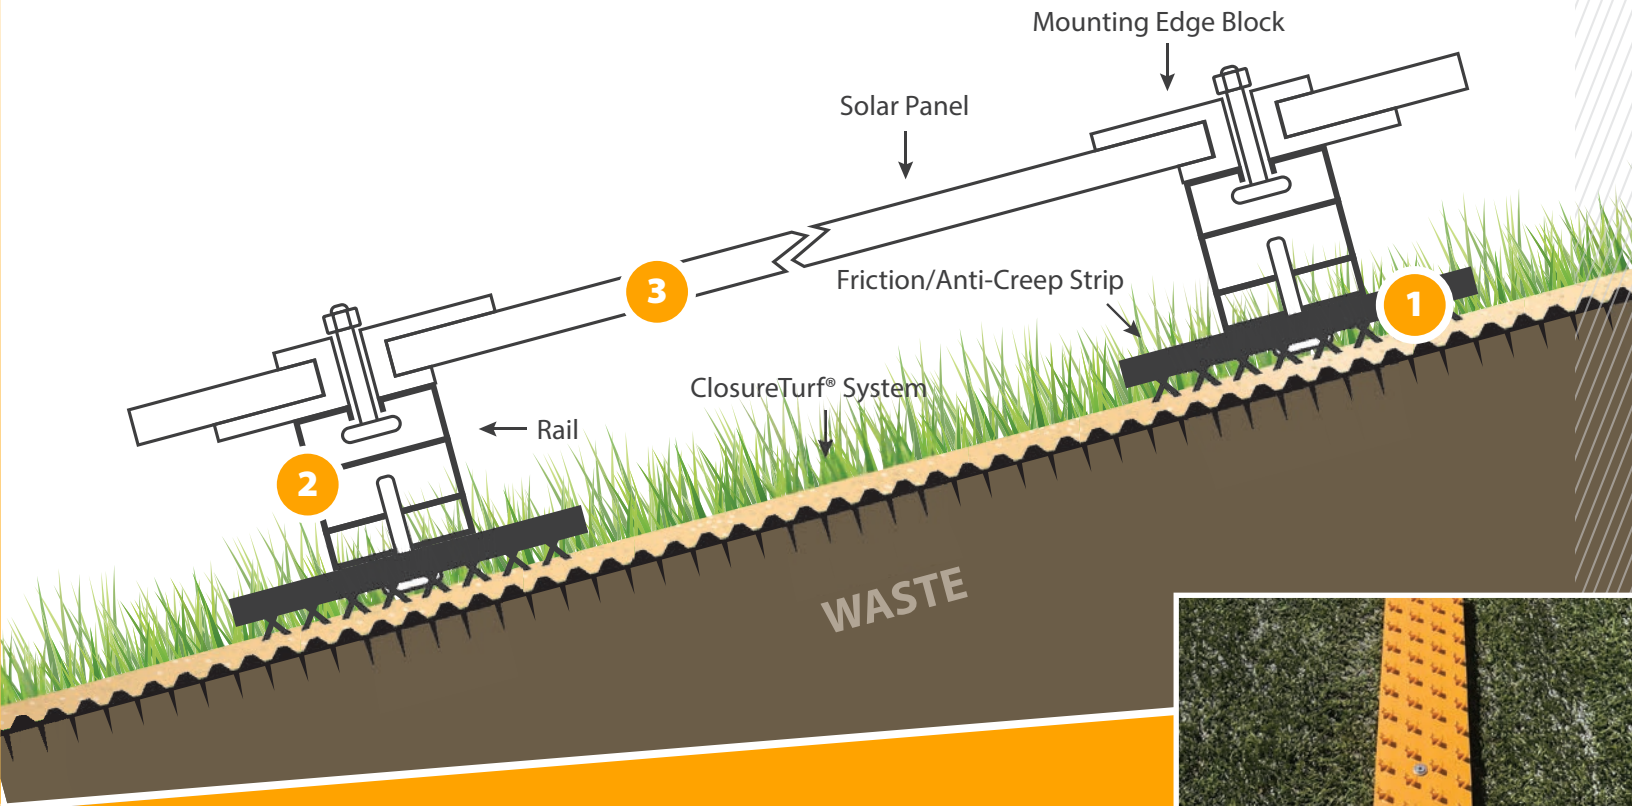 Mounting Edge Block
Solar Panel
3
Friction/Anti-Creep Strip
1
ClosureTurf® System
Rail
2
WASTE